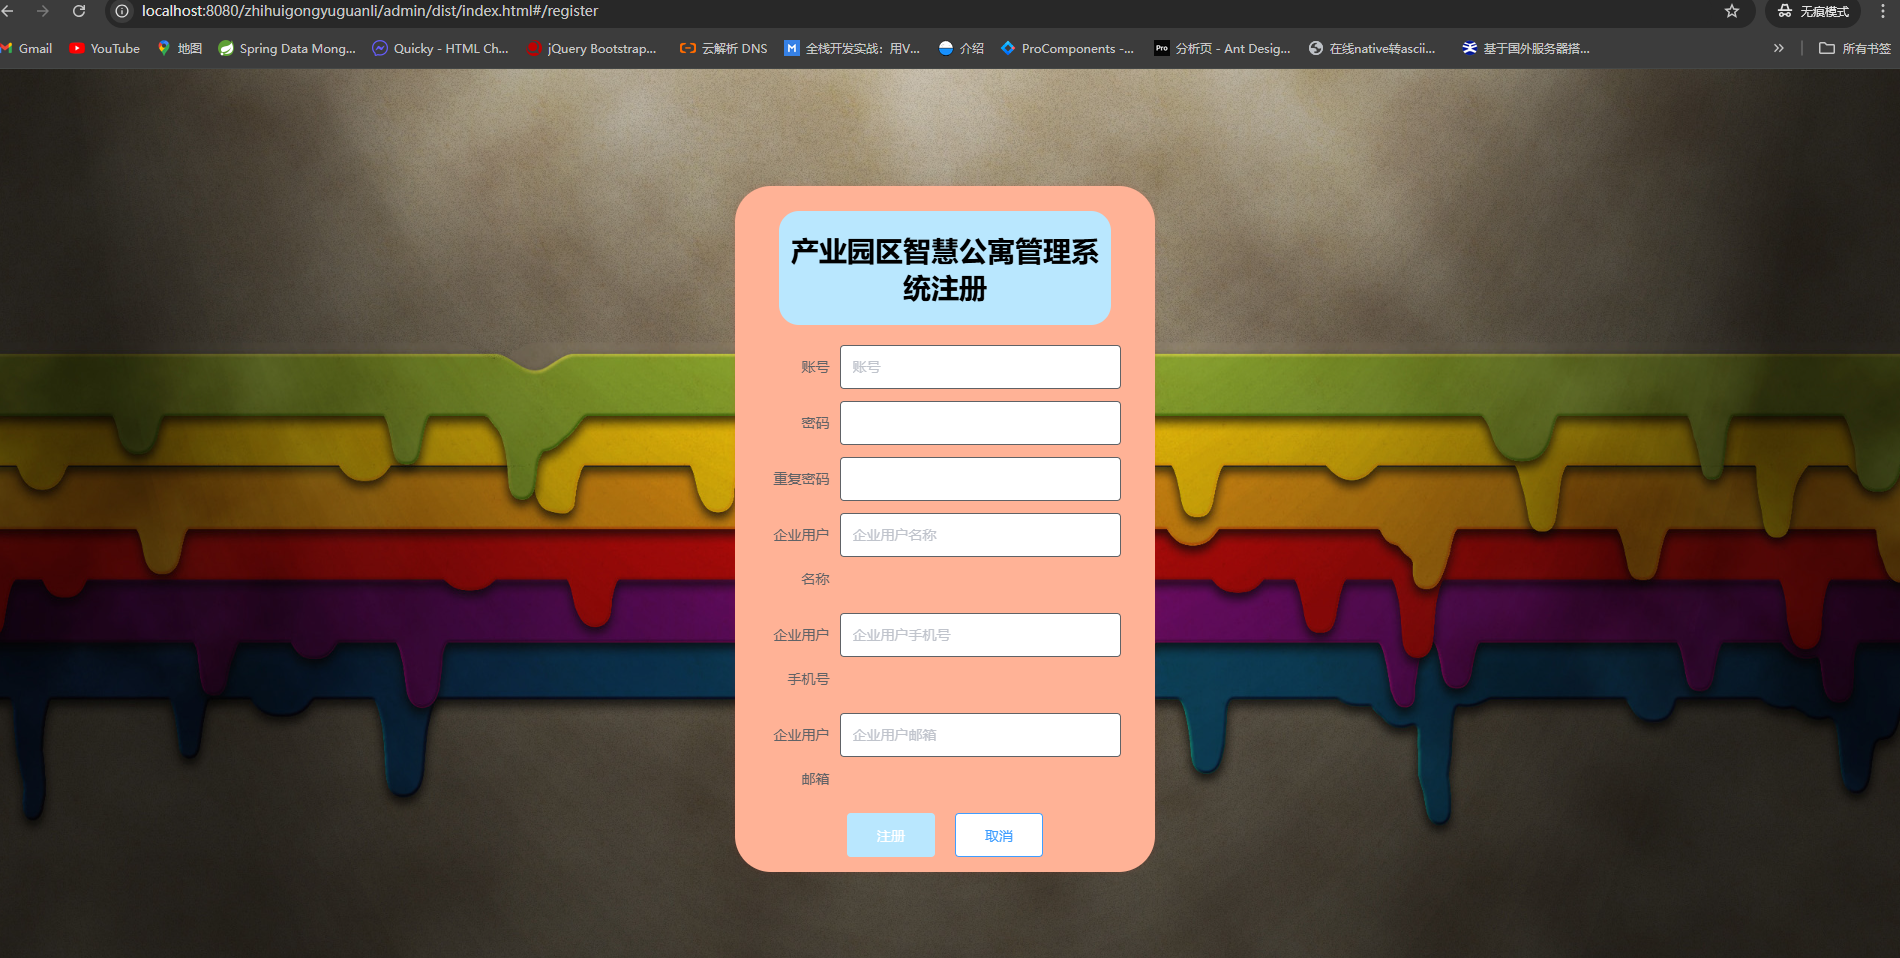 localhost:8080/zhihuigongyuguanli/admin/dist/index.html#/register
无痕模式
Gmail
YouTube
地图
Spring Data Mong...
Quicky - HTML Ch...
jQuery Bootstrap...
云解析 DNS
全栈开发实战：用V...
介绍
ProComponents -...
Pro
分析页 - Ant Desig...
在线native转ascii...
基于国外服务器搭...
所有书签
产业园区智慧公寓管理系
统注册
账号
账号
密码
重复密码
企业用户
企业用户名称
名称
企业用户
企业用户手机号
手机号
企业用户
企业用户邮箱
邮箱
注册
取消